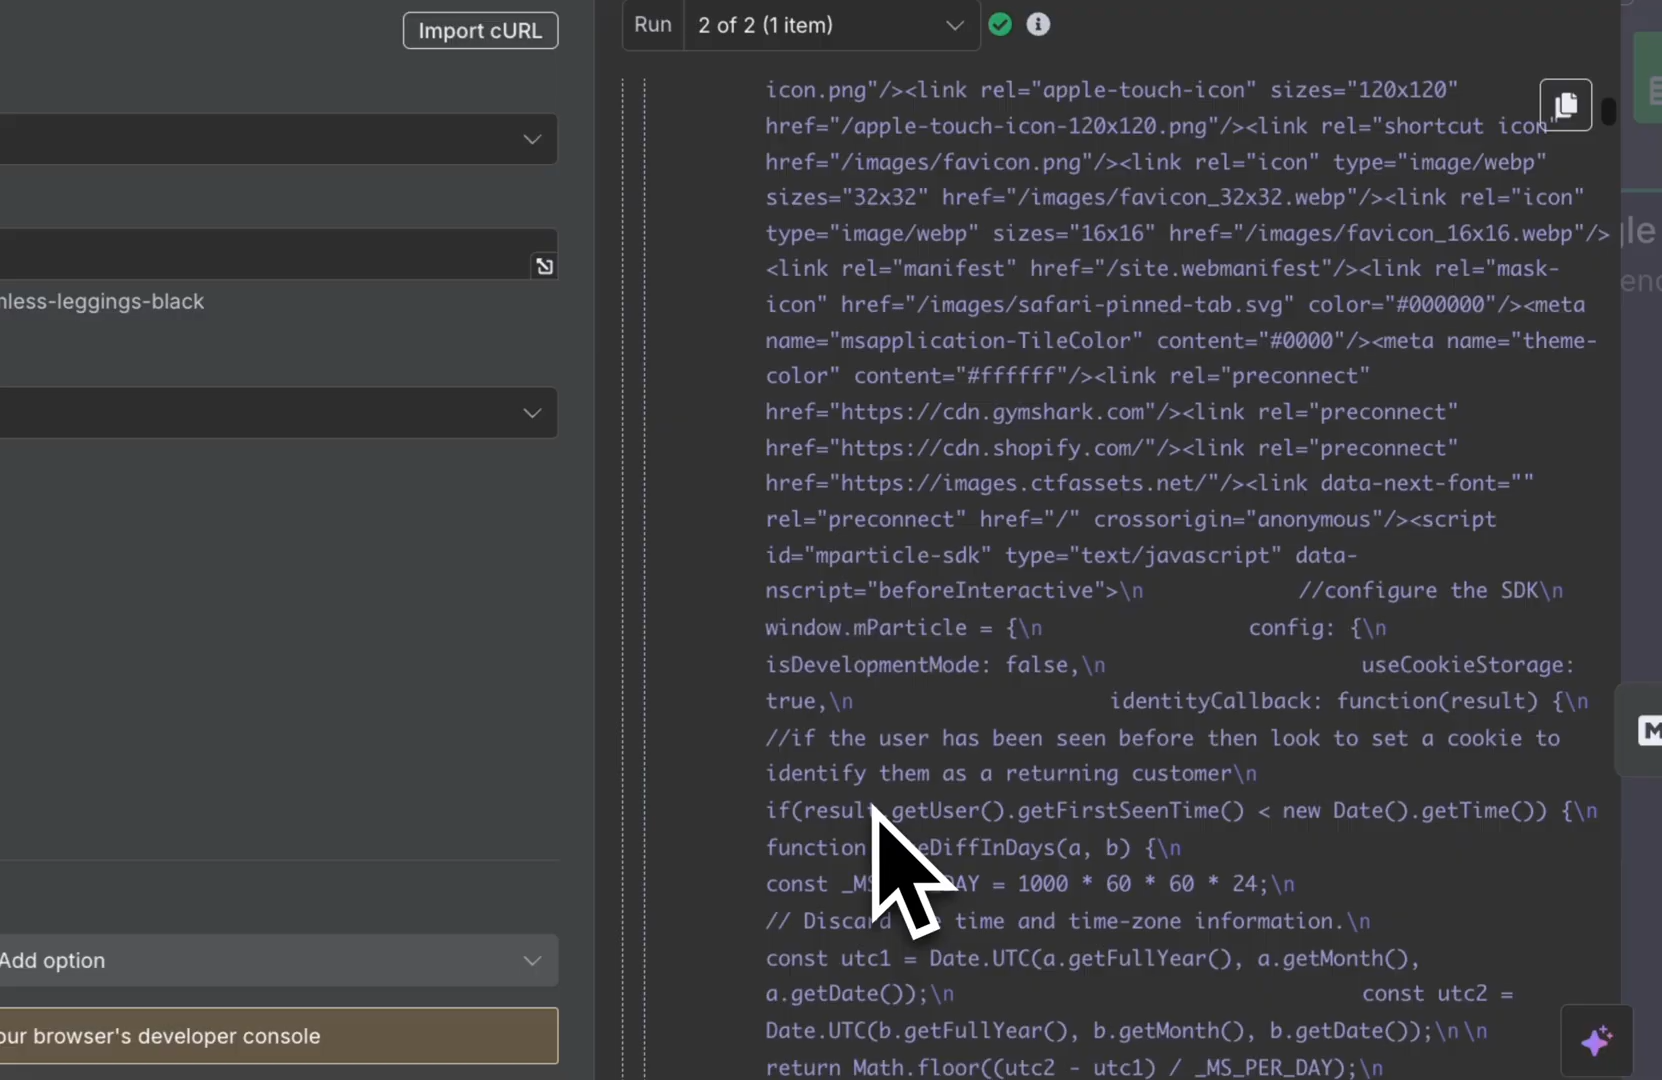 Import cURL
Run
2 of 2 (1 item)
icon.png"/><link rel="apple-touch-icon" sizes="120x120"
href="/apple-touch-icon-120x120.png"/><link rel="shortcut icon"
href="/images/favicon.png"/><link rel="icon" type="image/webp"
sizes="32x32" href="/images/favicon_32x32.webp"/><link rel="icon"
type="image/webp" sizes="16x16" href="/images/favicon_16x16.webp"/>
<link rel="manifest" href="/site.webmanifest"/><link rel="mask-
icon" href="/images/safari-pinned-tab.svg" color="#000000"/><meta
name="msapplication-TileColor" content="#0000"/><meta name="theme-
color" content="#ffffff"/><link rel="preconnect"
href="https://cdn.gymshark.com"/><link rel="preconnect"
href="https://cdn.shopify.com/"/><link rel="preconnect"
href="https://images.ctfassets.net/"/><link data-next-font=""
rel="preconnect" href="/" crossorigin="anonymous"/><script
id="mparticle-sdk" type="text/javascript" data-
nscript="beforeInteractive">\n //configure the SDK\n
window.mParticle = {\n config: {\n
isDevelopmentMode: false,\n useCookieStorage:
true,\n identityCallback: function(result) {\n
//if the user has been seen before then look to set a cookie to
identify them as a returning customer\n
if(result.getUser().getFirstSeenTime() < new Date().getTime()) {\n
function eDiffInDays(a, b) {\n
const _MS DAY = 1000 * 60 * 60 * 24;\n
// Discard time and time-zone information.\n
const utc1 = Date.UTC(a.getFullYear(), a.getMonth(),
a.getDate());\n const utc2 =
Date.UTC(b.getFullYear(), b.getMonth(), b.getDate());\n\n
return Math.floor((utc2 - utc1) / _MS_PER_DAY);\n
nless-leggings-black
Add option
our browser's developer console
gle
enc
M